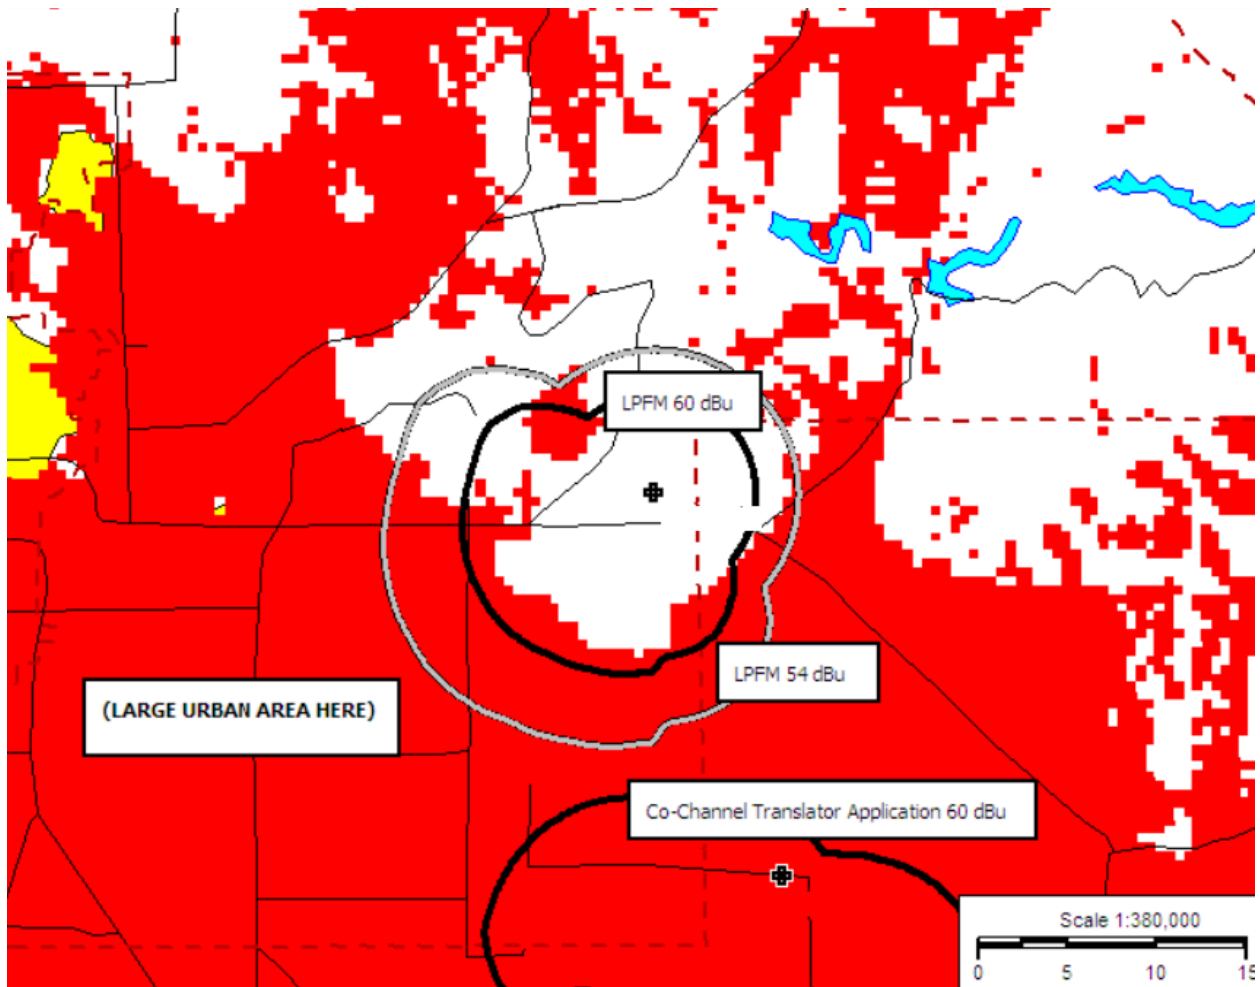 LPFM 60 dBu
LPFM 54 dBu
(LARGE URBAN AREA HERE)
Co-Channel Translator Application 60 dBu
Scale 1:380,000
0 5 10 15